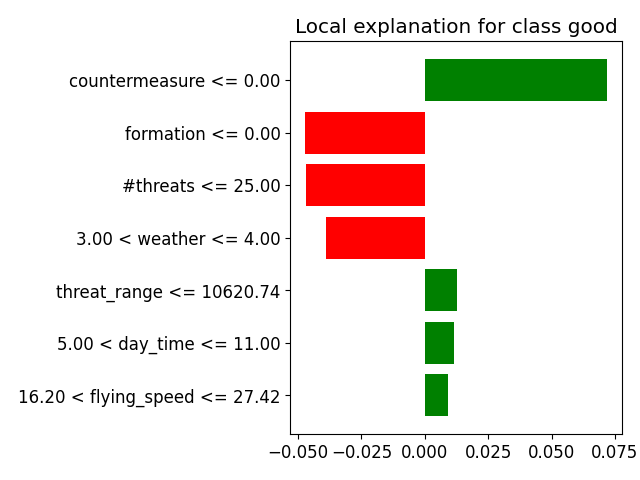 Local explanation for class good
countermeasure <= 0.00
formation <= 0.00
#threats <= 25.00
3.00 < weather <= 4.00
threat_range <= 10620.74
5.00 < day_time <= 11.00
16.20 < flying_speed <= 27.42
−0.050 −0.025 0.000 0.025 0.050 0.075